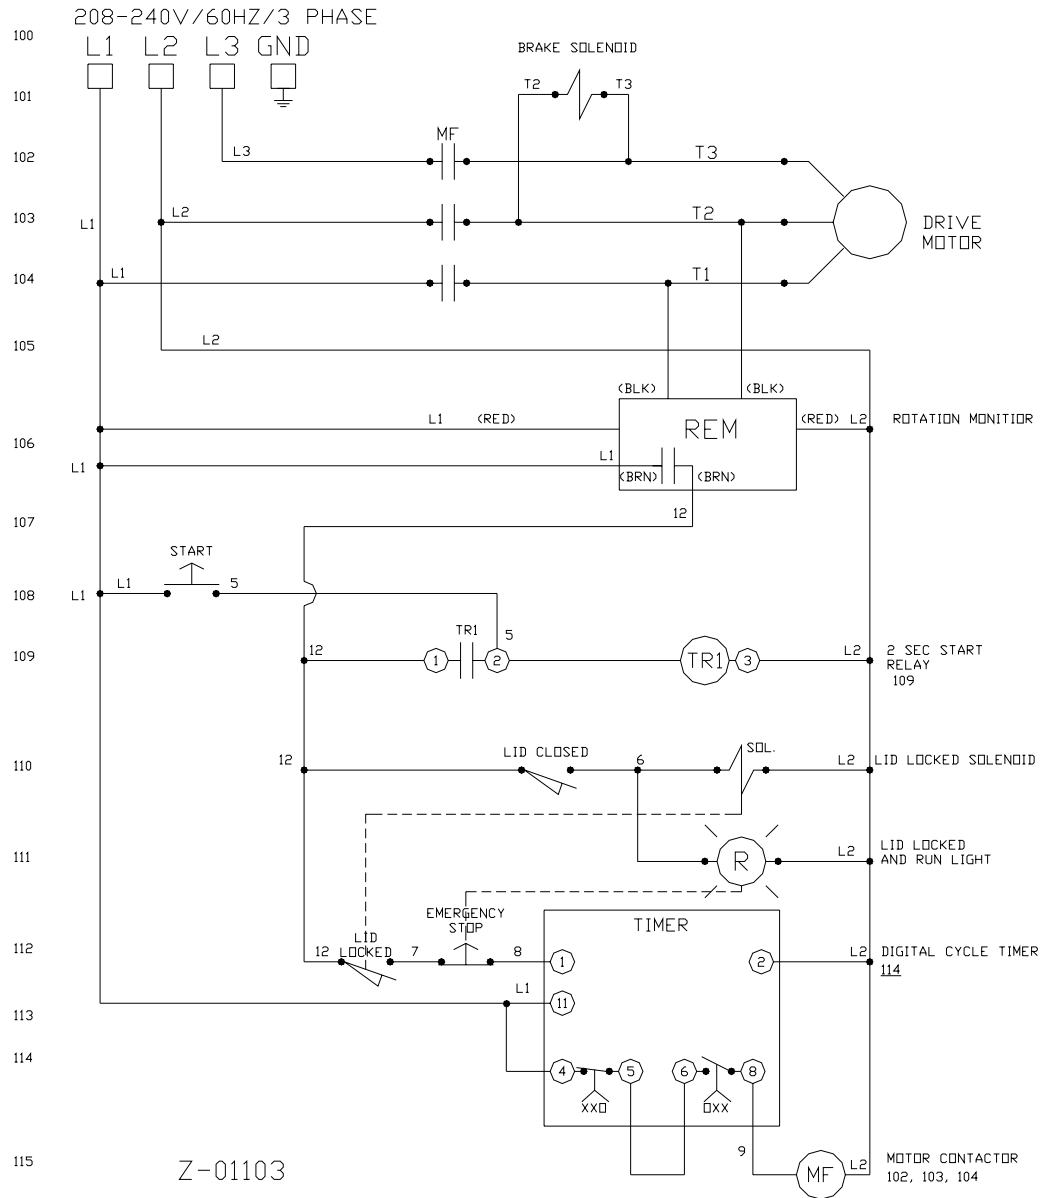 208-240V/60HZ/3 PHASE
100
L1 L2 L3 GND
BRAKE SOLENOID
101
T2 T3
MF
102
L3
T3
103
L1
L2
T2
DRIVE
MOTOR
104
L1
T1
105
L2
(BLK) (BLK)
L1 (RED)
REM
(RED) L2
ROTATION MONITIOR
106
L1
L1
(BRN) (BRN)
107
12
START
108
L1
L1
5
TR1
5
109
12
1
2
TR1
3
L2
2 SEC START
RELAY
109
110
12
LID CLOSED
6
SOL.
L2
LID LOCKED SOLENOID
111
R
L2
LID LOCKED
AND RUN LIGHT
EMERGENCY
STOP
TIMER
112
12
LID
LOCKED
7
8
1
2
L2
DIGITAL CYCLE TIMER
114
L1
11
113
114
4
5
6
8
XXO
OXX
115
Z-01103
9
MF
L2
MOTOR CONTACTOR
102, 103, 104